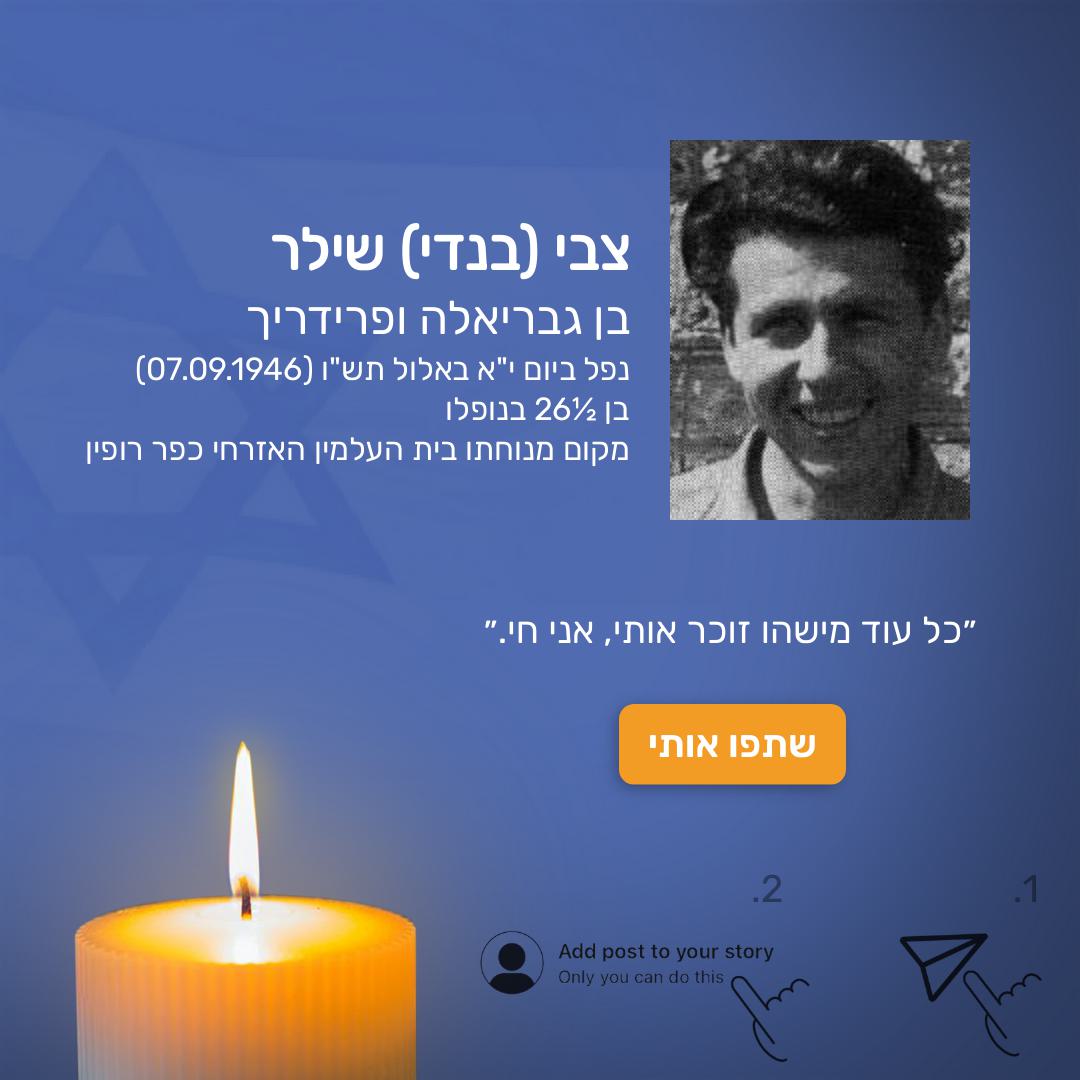 צבי (בנדי) שילר
בן גבריאלה ופרידריך
נפל ביום י"א באלול תש"ו (07.09.1946)
בן 26½ בנופלו
מקום מנוחתו בית העלמין האזרחי כפר רופין
״כל עוד מישהו זוכר אותי, אני חי.״
שתפו אותי
1.
2.
Add post to your story
Only you can do this